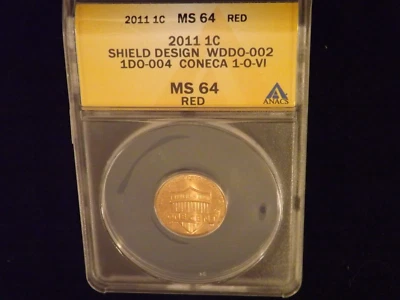 2011 1C MS 64 RED
2011 1C
SHIELD DESIGN WDDO-002
1DO-004 CONECA 1-O-VI
MS 64
RED
ANACS